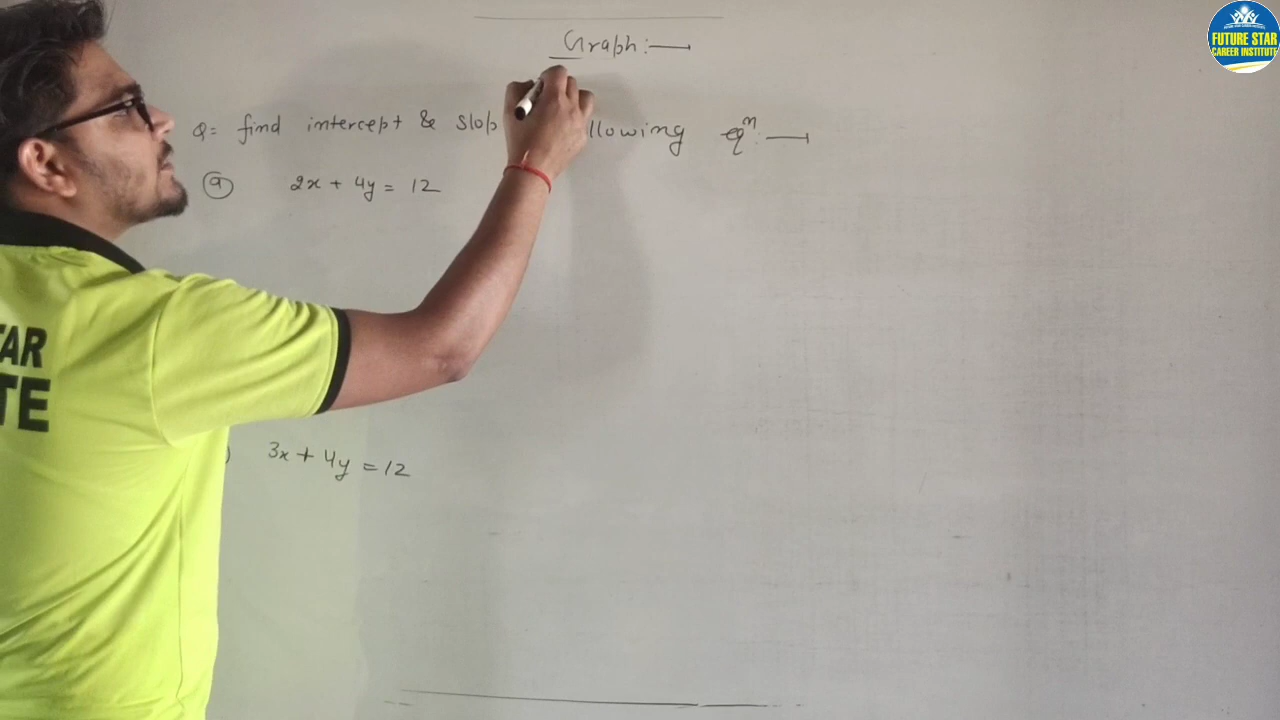 FUTURE STAR
CAREER INSTITUTE
Graph:—
Q= find intercept & slop llowing eqⁿ:—
(a) 2x + 4y = 12
TAR
TE
) 3x + 4y = 12